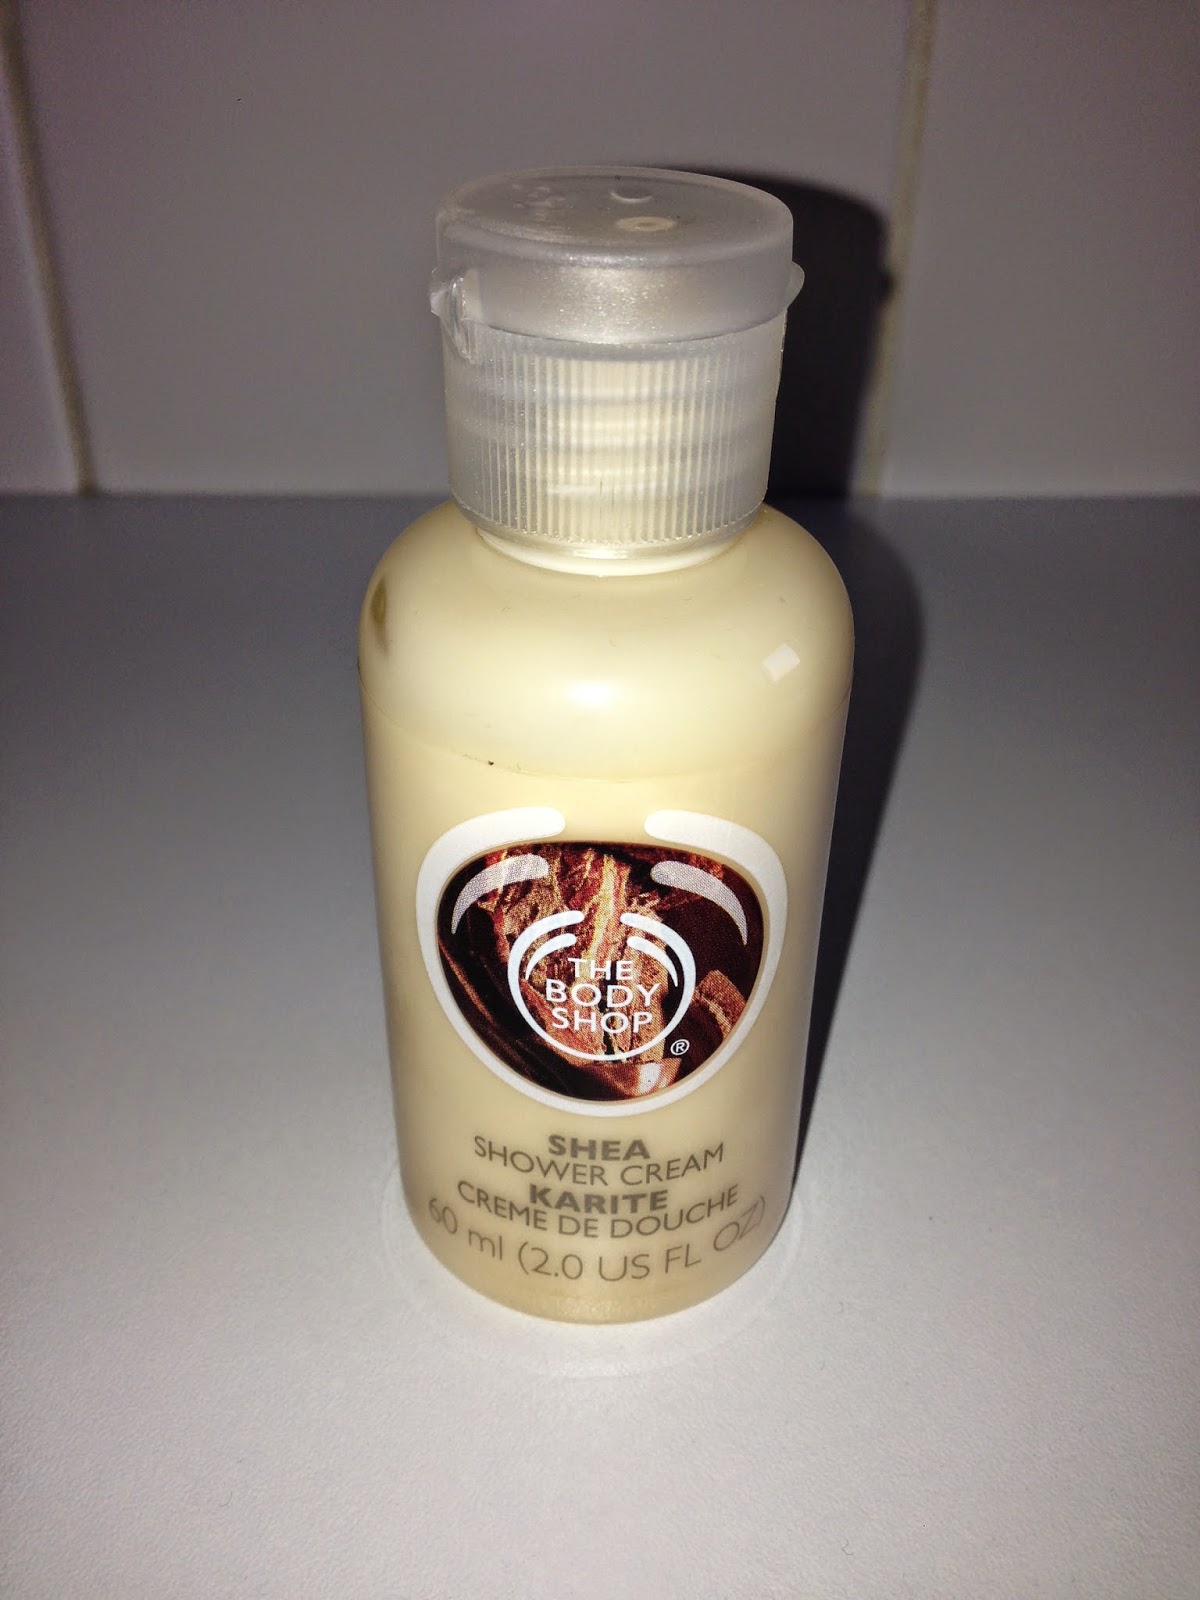 THE
BODY
SHOP
®
SHEA
SHOWER CREAM
KARITE
CREME DE DOUCHE
60 ml (2.0 US FL OZ)